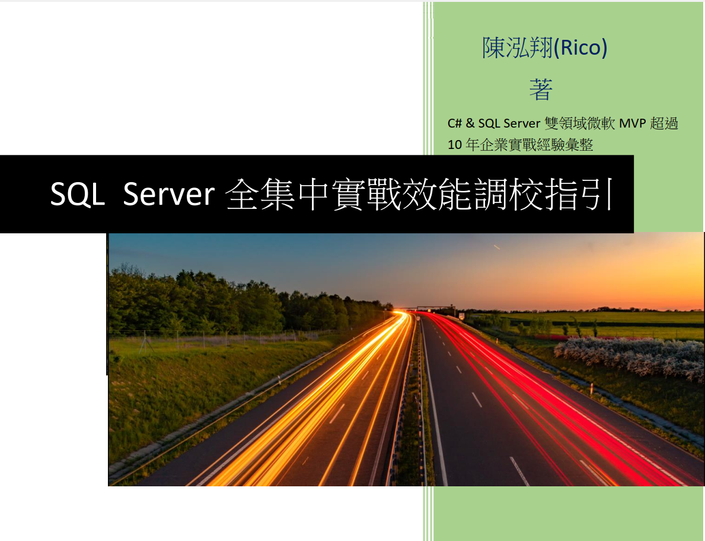 陳泓翔(Rico)
著
C# & SQL Server 雙領域微軟 MVP 超過
10 年企業實戰經驗彙整
SQL Server 全集中實戰效能調校指引